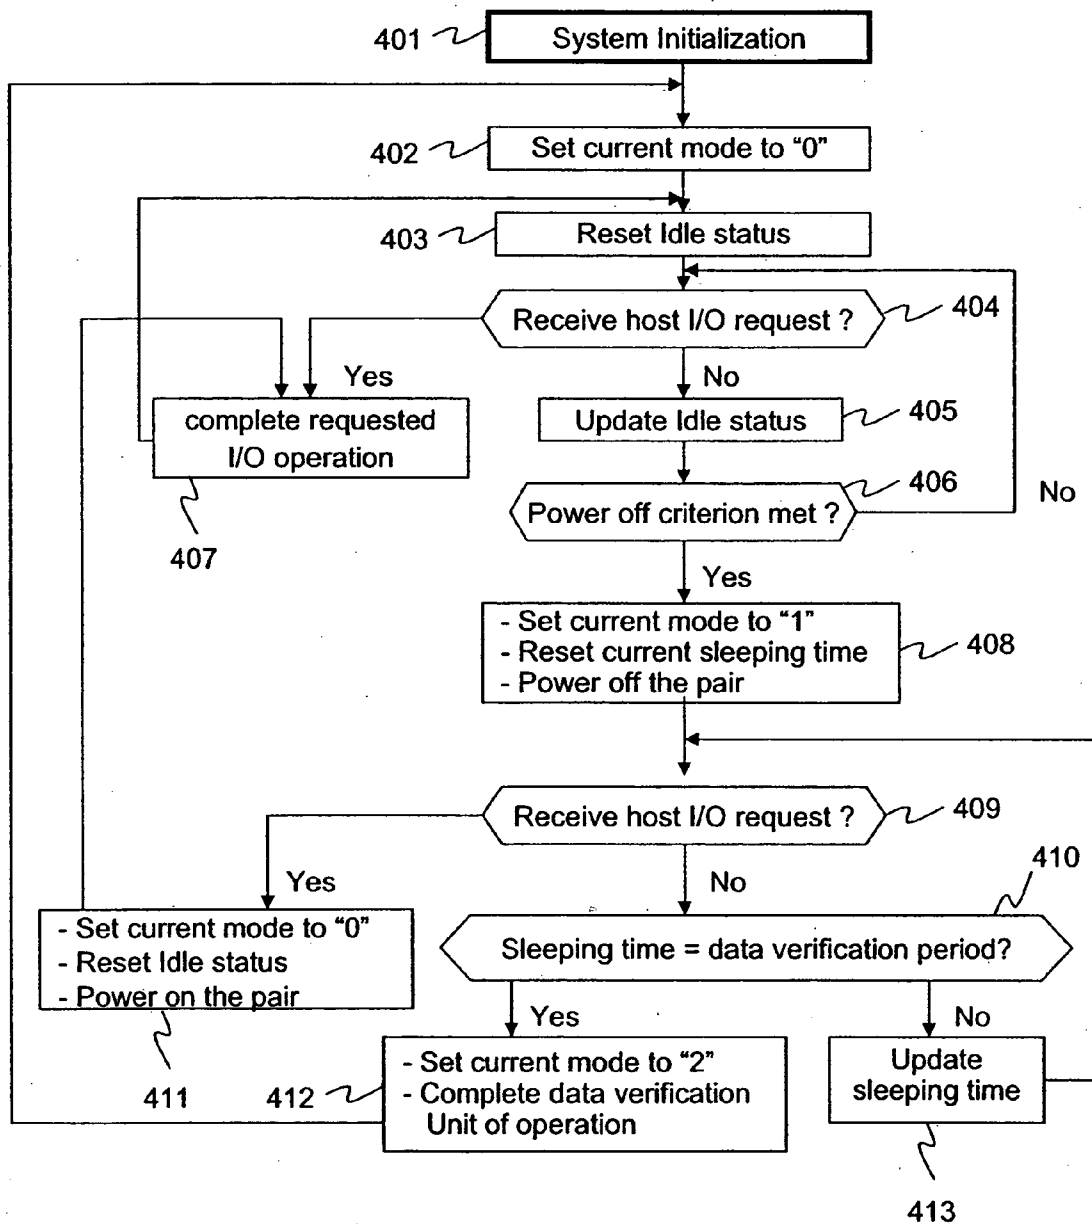 401
System Initialization
402
Set current mode to “0”
403
Reset Idle status
Receive host I/O request ?
404
Yes
No
complete requested
I/O operation
407
Update Idle status
405
Power off criterion met ?
406
No
Yes
- Set current mode to “1”
- Reset current sleeping time
- Power off the pair
408
Receive host I/O request ?
409
Yes
No
410
- Set current mode to “0”
- Reset Idle status
- Power on the pair
411
Sleeping time = data verification period?
Yes
No
412
- Set current mode to “2”
- Complete data verification
Unit of operation
Update
sleeping time
413